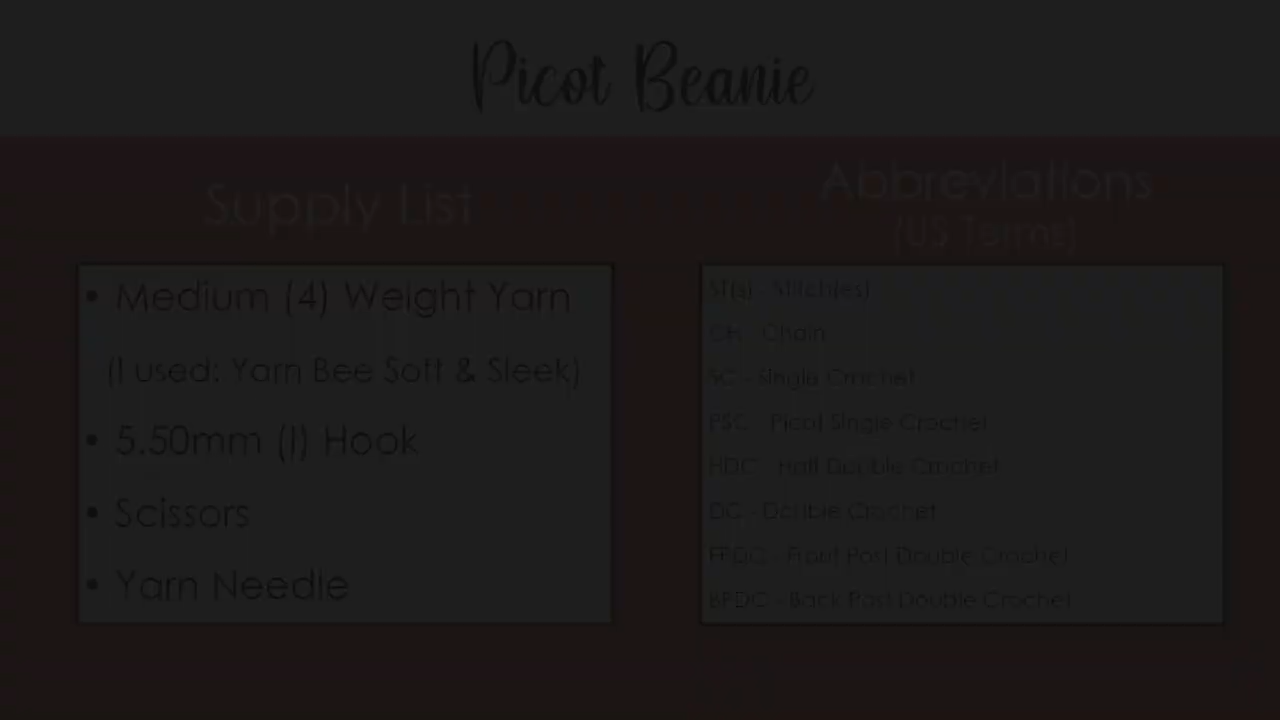 Picot Beanie
Supply List
• Medium (4) Weight Yarn
(I used: Yarn Bee Soft & Sleek)
• 5.50mm (I) Hook
• Scissors
• Yarn Needle
Abbreviations
(US Terms)
ST(s) - Stitch(es)
CH - Chain
SC - Single Crochet
PSC - Picot Single Crochet
HDC - Half Double Crochet
DC - Double Crochet
FPDC - Front Post Double Crochet
BPDC - Back Post Double Crochet